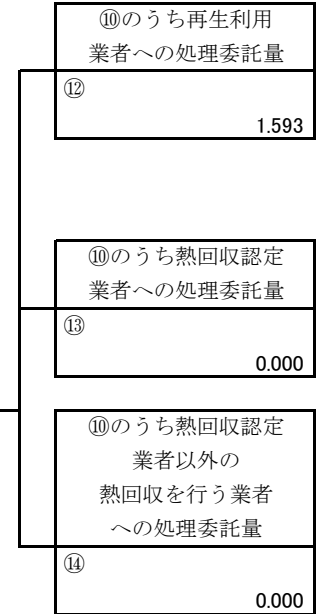 ⑩のうち再生利用
業者への処理委託量
⑫
1.593
⑩のうち熱回収認定
業者への処理委託量
⑬
0.000
⑩のうち熱回収認定
業者以外の
熱回収を行う業者
への処理委託量
⑭
0.000